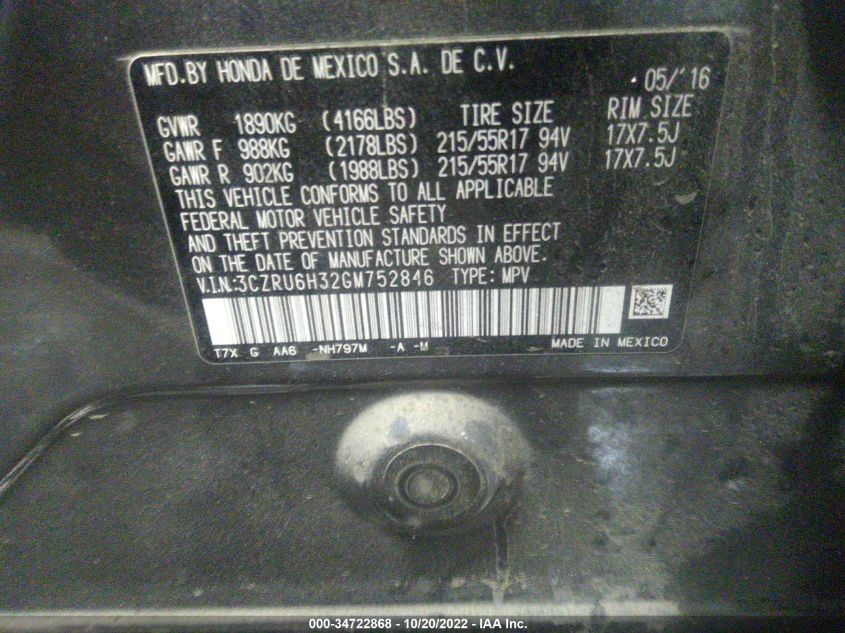 MFD.BY HONDA DE MEXICO S.A. DE C.V. 05/'16
GVWR 1890KG (4166LBS) TIRE SIZE RIM SIZE
GAWR F 988KG (2178LBS) 215/55R17 94V 17X7.5J
GAWR R 902KG (1988LBS) 215/55R17 94V 17X7.5J
THIS VEHICLE CONFORMS TO ALL APPLICABLE
FEDERAL MOTOR VEHICLE SAFETY
AND THEFT PREVENTION STANDARDS IN EFFECT
ON THE DATE OF MANUFACTURE SHOWN ABOVE.
V.I.N.:3CZRU6H32GM752846 TYPE: MPV
T7X G AA6 -NH797M -A -M MADE IN MEXICO
000-34722868 - 10/20/2022 - IAA Inc.